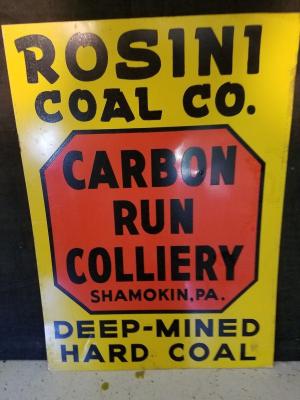 ROSINI
COAL CO.
CARBON
RUN
COLLIERY
SHAMOKIN, PA.
DEEP-MINED
HARD COAL